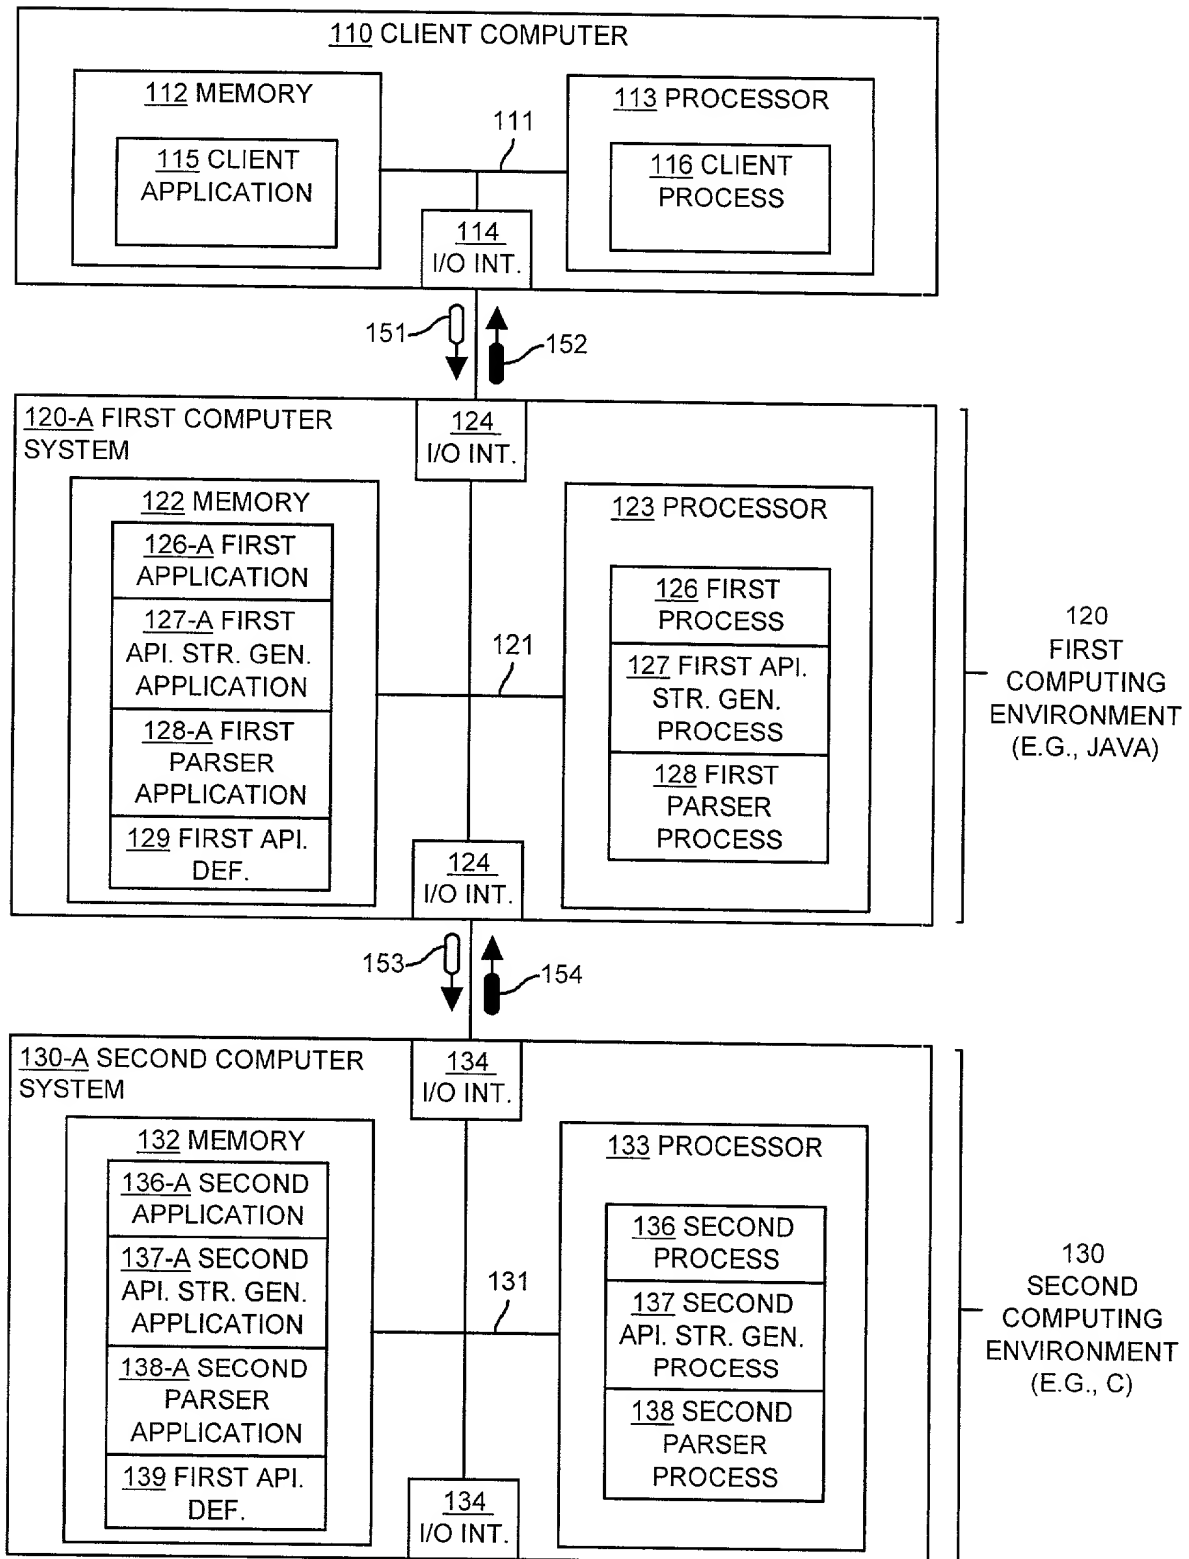 110 CLIENT COMPUTER
112 MEMORY
115 CLIENT
APPLICATION
111
113 PROCESSOR
116 CLIENT
PROCESS
114
I/O INT.
151
152
120-A FIRST COMPUTER
SYSTEM
124
I/O INT.
122 MEMORY
126-A FIRST
APPLICATION
127-A FIRST
API. STR. GEN.
APPLICATION
128-A FIRST
PARSER
APPLICATION
129 FIRST API.
DEF.
121
123 PROCESSOR
126 FIRST
PROCESS
127 FIRST API.
STR. GEN.
PROCESS
128 FIRST
PARSER
PROCESS
124
I/O INT.
120
FIRST
COMPUTING
ENVIRONMENT
(E.G., JAVA)
153
154
130-A SECOND COMPUTER
SYSTEM
134
I/O INT.
132 MEMORY
136-A SECOND
APPLICATION
137-A SECOND
API. STR. GEN.
APPLICATION
138-A SECOND
PARSER
APPLICATION
139 FIRST API.
DEF.
131
133 PROCESSOR
136 SECOND
PROCESS
137 SECOND
API. STR. GEN.
PROCESS
138 SECOND
PARSER
PROCESS
134
I/O INT.
130
SECOND
COMPUTING
ENVIRONMENT
(E.G., C)